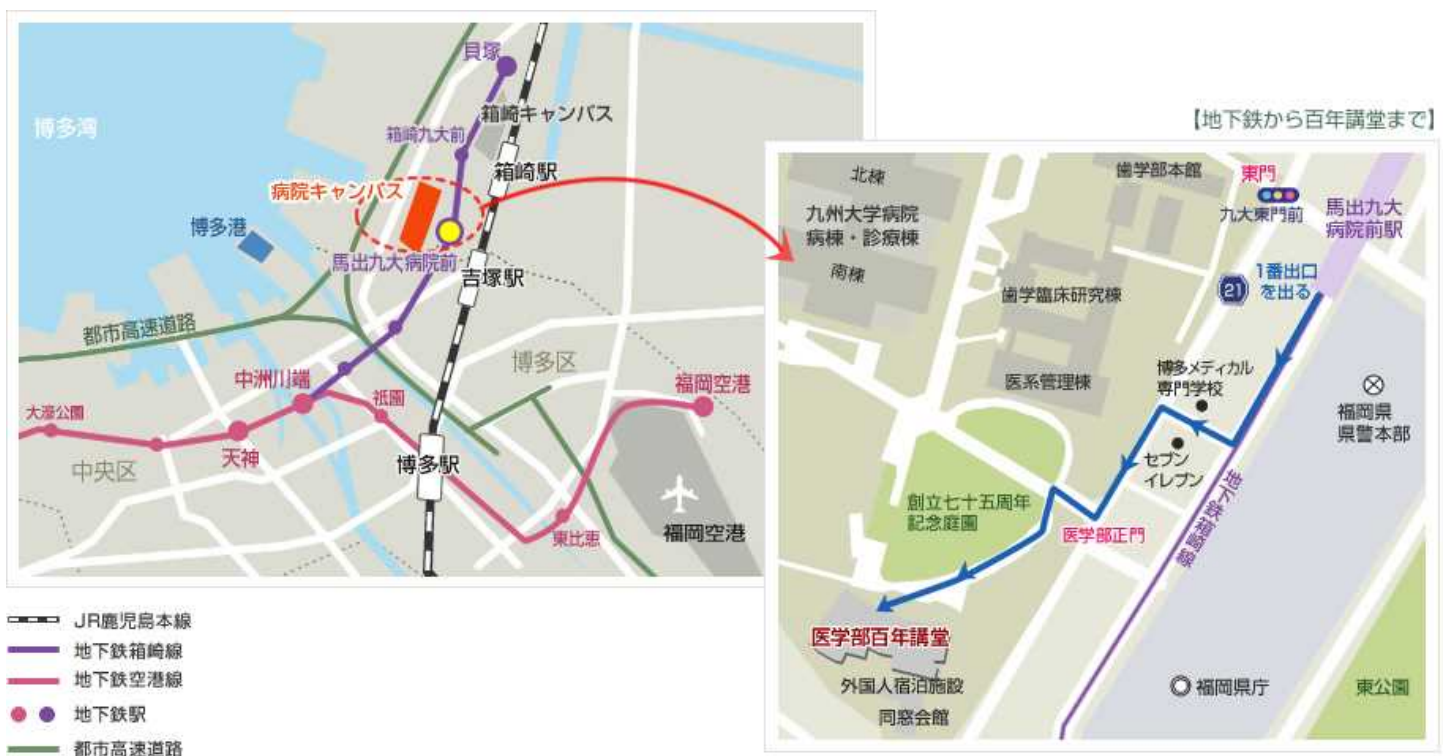 博多湾
貝塚
箱崎キャンパス
箱崎九大前
箱崎駅
病院キャンパス
博多港
馬出九大病院前
吉塚駅
都市高速道路
博多区
中洲川端
祇園
福岡空港
大濠公園
天神
中央区
博多駅
東比恵
福岡空港
JR鹿児島本線
地下鉄箱崎線
地下鉄空港線
地下鉄駅
都市高速道路
【地下鉄から百年講堂まで】
北棟
九州大学病院
病棟・診療棟
南棟
歯学部本館
東門
九大東門前
馬出九大
病院前駅
21
1番出口
を出る
歯学臨床研究棟
医系管理棟
博多メディカル
専門学校
セブン
イレブン
福岡県
県警本部
創立七十五周年
記念庭園
医学部正門
地下鉄箱崎線
医学部百年講堂
外国人宿泊施設
同窓会館
福岡県庁
東公園